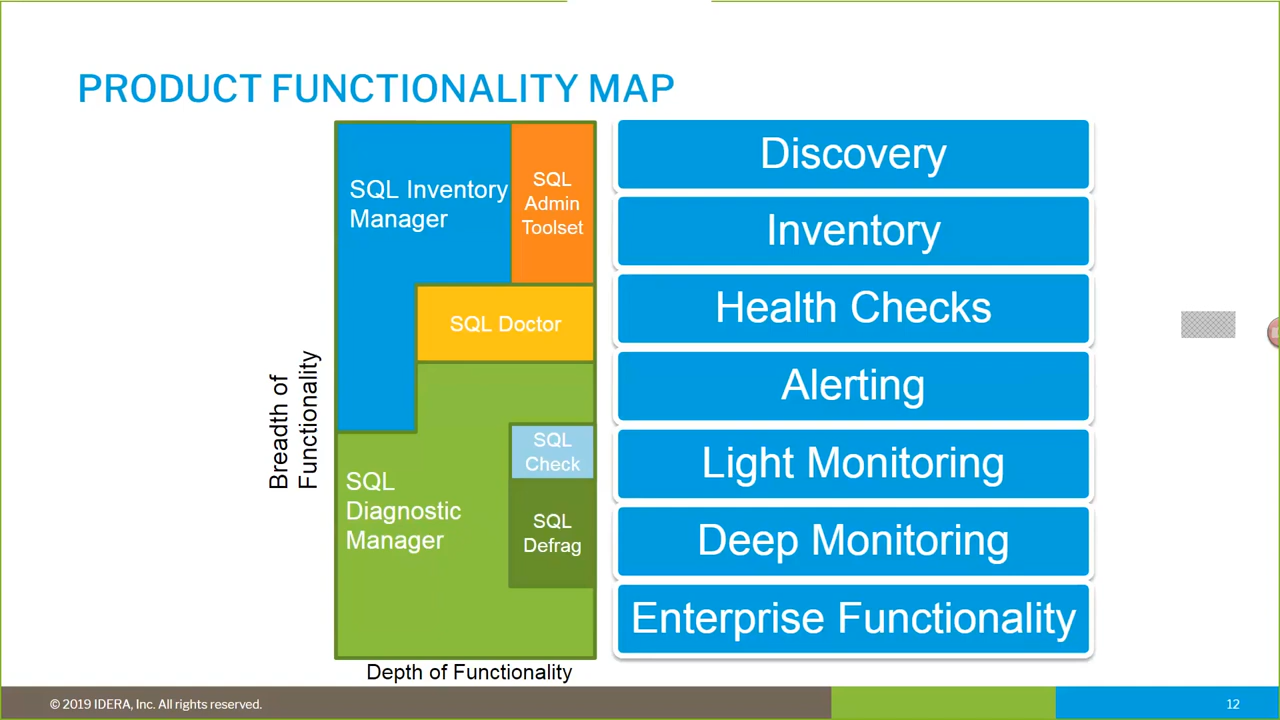 PRODUCT FUNCTIONALITY MAP
SQL Inventory
Manager
SQL
Admin
Toolset
SQL Doctor
SQL
Check
SQL
Diagnostic
Manager
SQL
Defrag
Breadth of
Functionality
Depth of Functionality
Discovery
Inventory
Health Checks
Alerting
Light Monitoring
Deep Monitoring
Enterprise Functionality
© 2019 IDERA, Inc. All rights reserved.
12